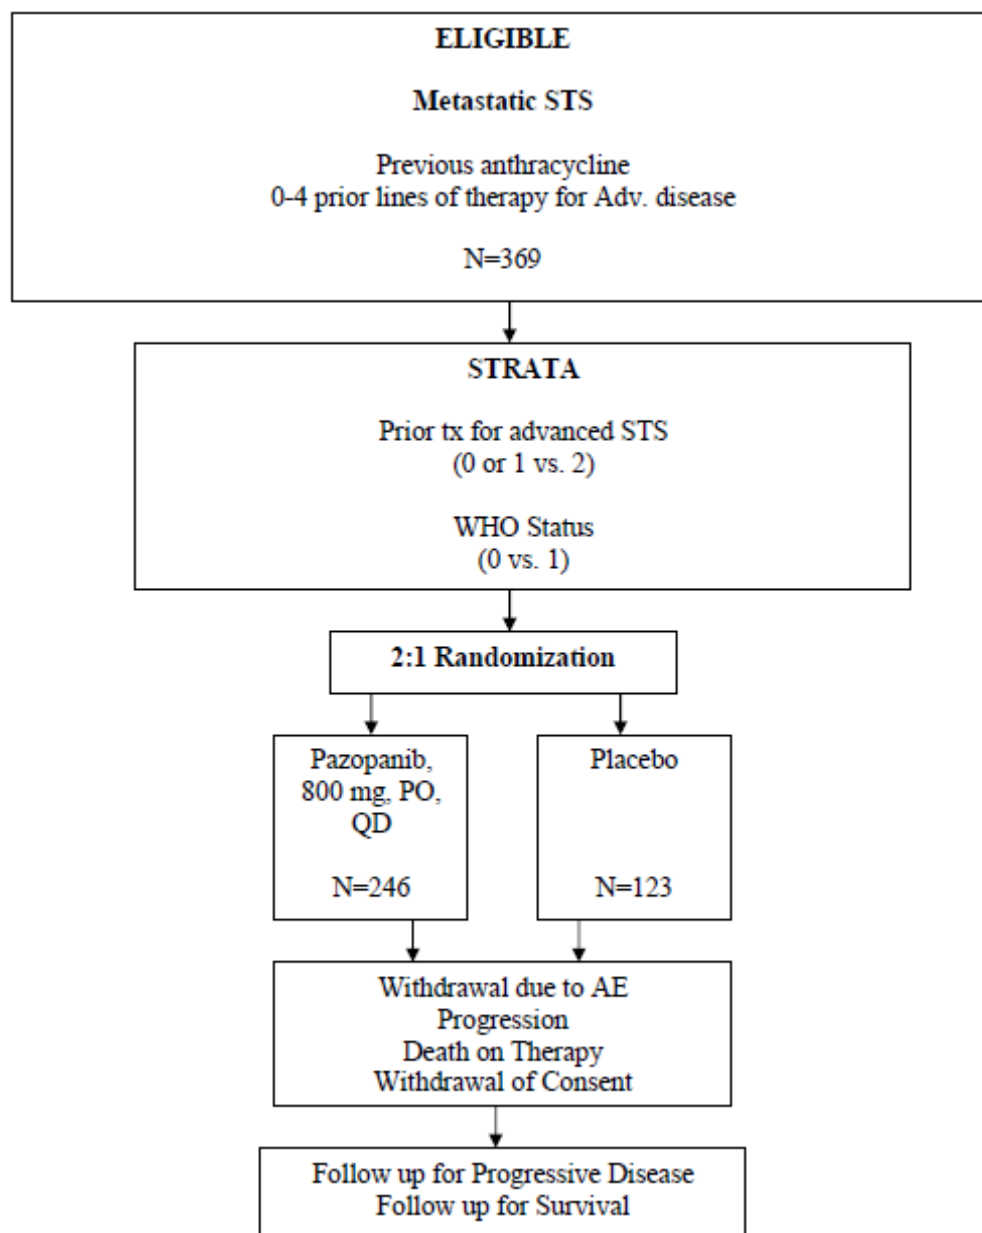 ELIGIBLE
Metastatic STS
Previous anthracycline
0-4 prior lines of therapy for Adv. disease
N=369
STRATA
Prior tx for advanced STS
(0 or 1 vs. 2)
WHO Status
(0 vs. 1)
2:1 Randomization
Pazopanib,
800 mg, PO,
QD
N=246
Placebo
N=123
Withdrawal due to AE
Progression
Death on Therapy
Withdrawal of Consent
Follow up for Progressive Disease
Follow up for Survival